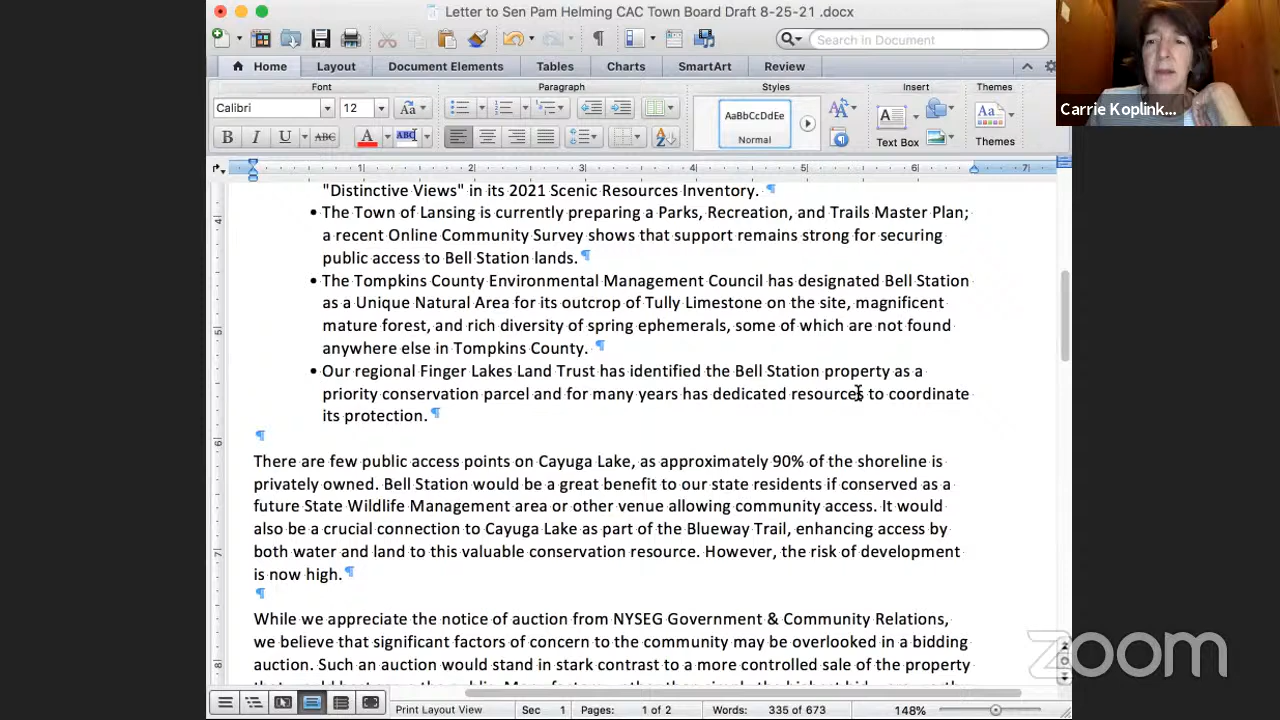 Letter to Sen Pam Helming CAC Town Board Draft 8-25-21 .docx
Search in Document
Home Layout Document Elements Tables Charts SmartArt Review
Font Paragraph Styles Insert Themes
Calibri 12 Aa AaBbCcDdEe Normal A Text Box Aa Themes
B I U ABC A ABC
1 2 3 4 5 6 7
"Distinctive Views" in its 2021 Scenic Resources Inventory. ¶
• The Town of Lansing is currently preparing a Parks, Recreation, and Trails Master Plan;
a recent Online Community Survey shows that support remains strong for securing
public access to Bell Station lands. ¶
• The Tompkins County Environmental Management Council has designated Bell Station
as a Unique Natural Area for its outcrop of Tully Limestone on the site, magnificent
mature forest, and rich diversity of spring ephemerals, some of which are not found
anywhere else in Tompkins County. ¶
• Our regional Finger Lakes Land Trust has identified the Bell Station property as a
priority conservation parcel and for many years has dedicated resources to coordinate
its protection. ¶
¶
There are few public access points on Cayuga Lake, as approximately 90% of the shoreline is
privately owned. Bell Station would be a great benefit to our state residents if conserved as a
future State Wildlife Management area or other venue allowing community access. It would
also be a crucial connection to Cayuga Lake as part of the Blueway Trail, enhancing access by
both water and land to this valuable conservation resource. However, the risk of development
is now high. ¶
¶
While we appreciate the notice of auction from NYSEG Government & Community Relations,
we believe that significant factors of concern to the community may be overlooked in a bidding
auction. Such an auction would stand in stark contrast to a more controlled sale of the property
Print Layout View Sec 1 Pages: 1 of 2 Words: 335 of 673 148%
Carrie Koplink...
zoom